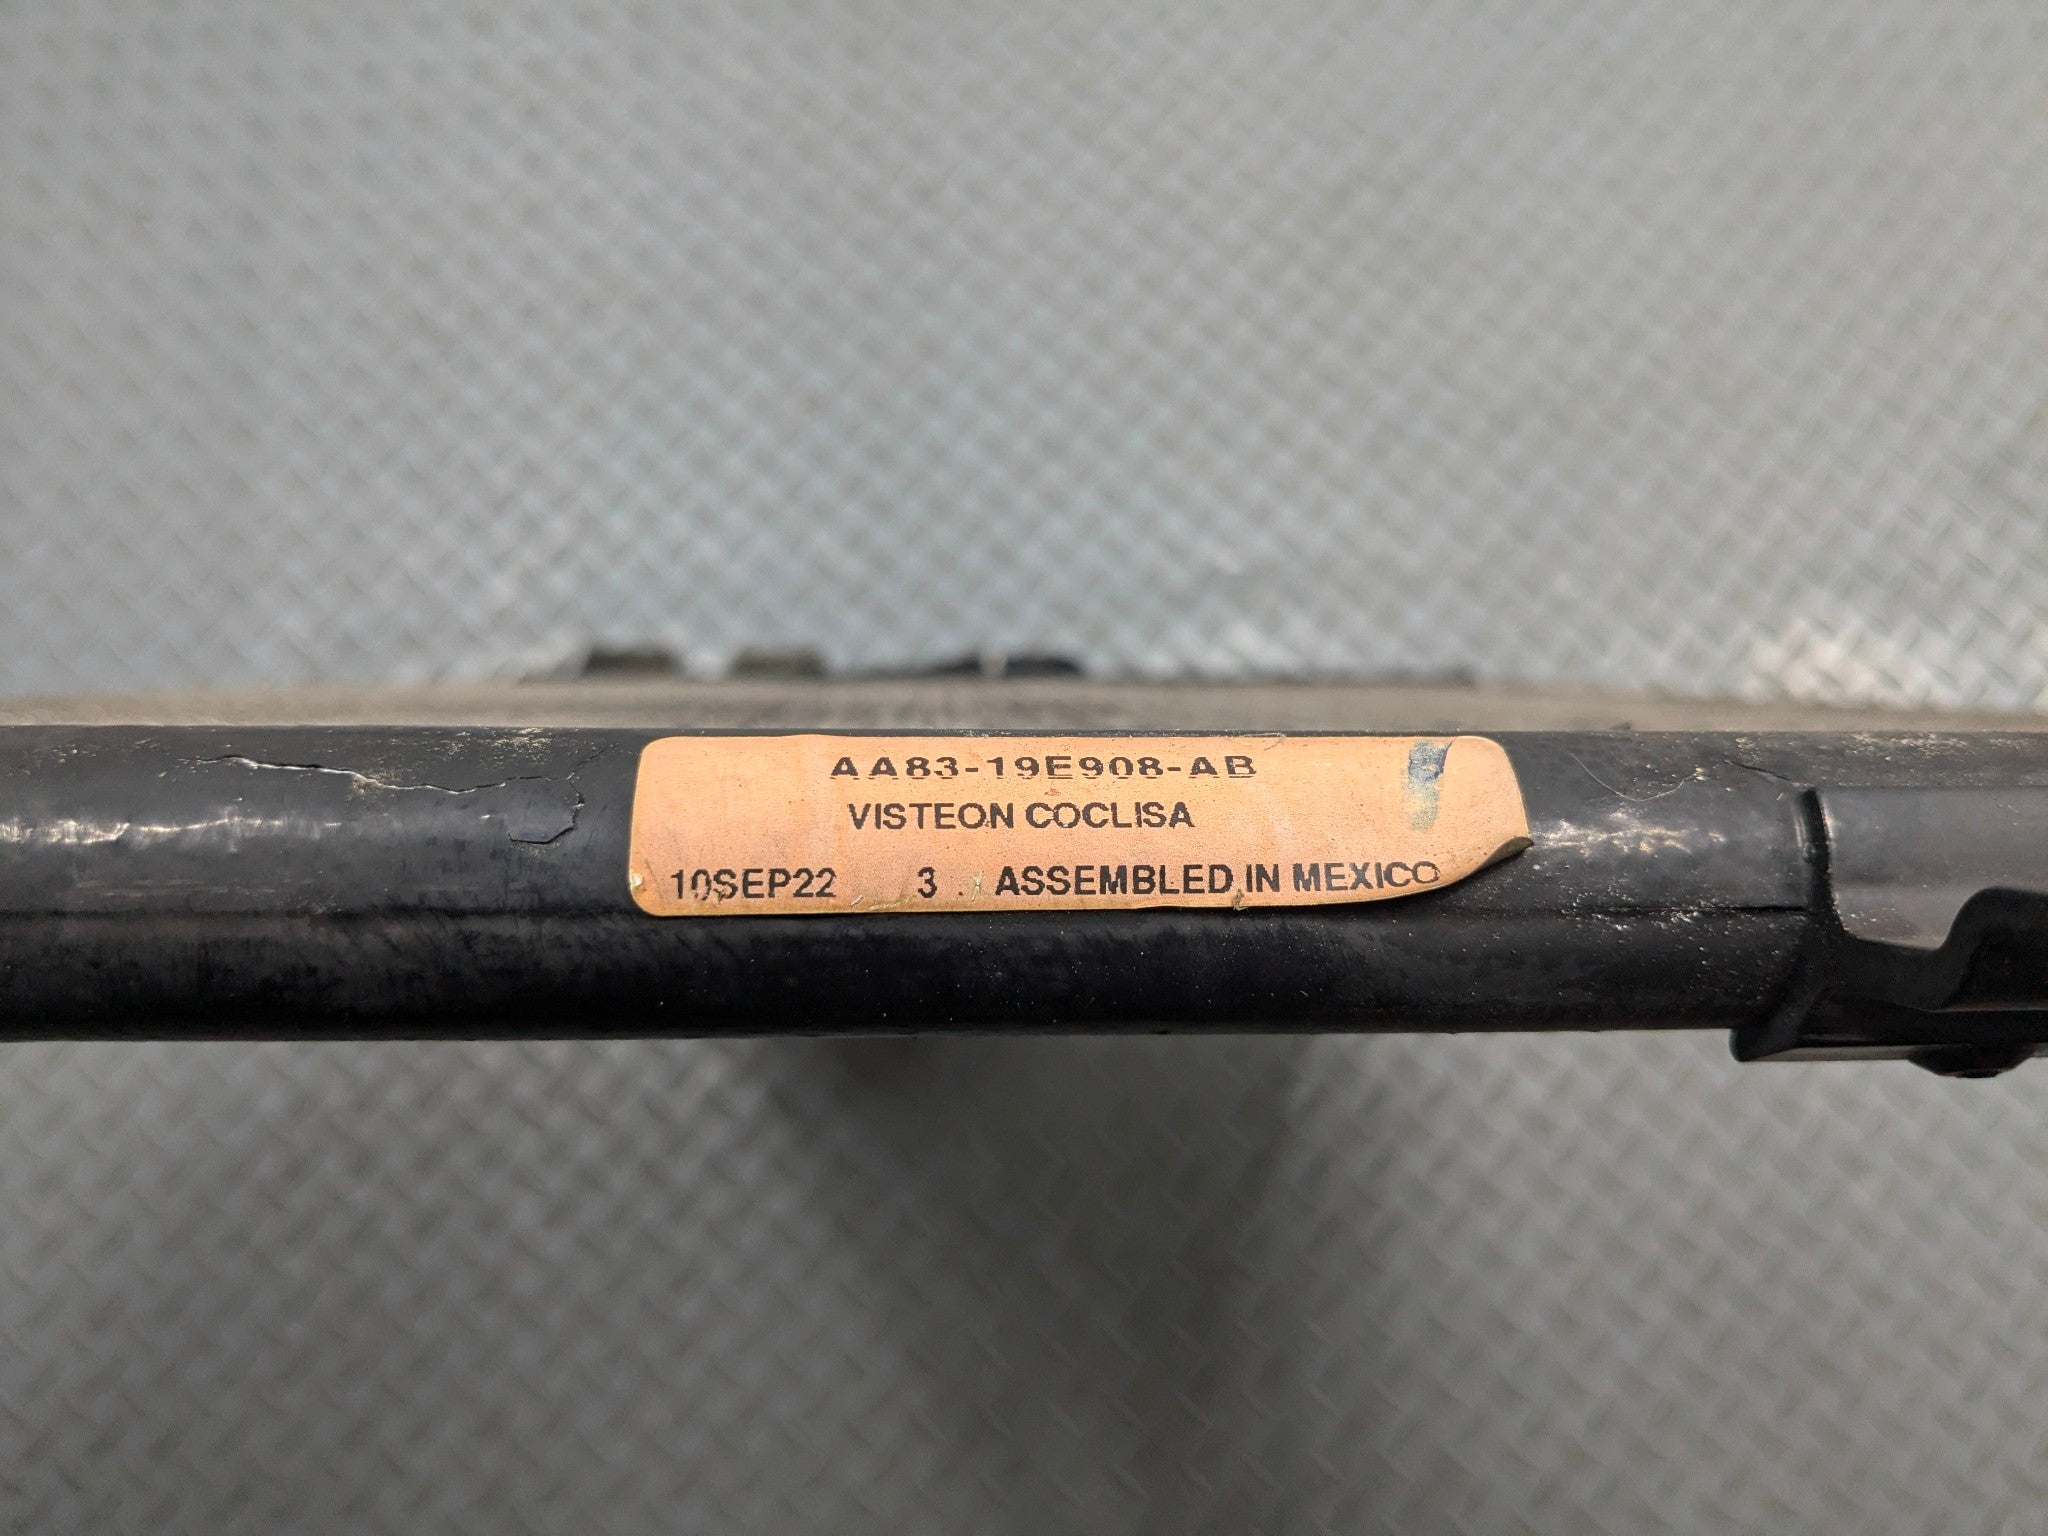 AA83-19E908-AB
VISTEON COCLISA
10SEP22 3 ASSEMBLED IN MEXICO